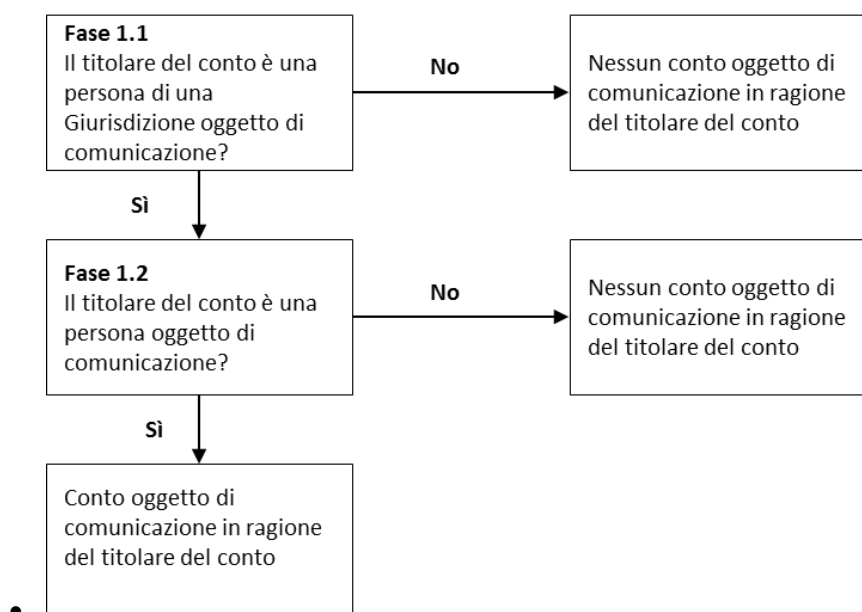 Fase 1.1
Il titolare del conto è una
persona di una
Giurisdizione oggetto di
comunicazione?
No
Nessun conto oggetto di
comunicazione in ragione
del titolare del conto
Sì
Fase 1.2
Il titolare del conto è una
persona oggetto di
comunicazione?
No
Nessun conto oggetto di
comunicazione in ragione
del titolare del conto
Sì
Conto oggetto di
comunicazione in ragione
del titolare del conto